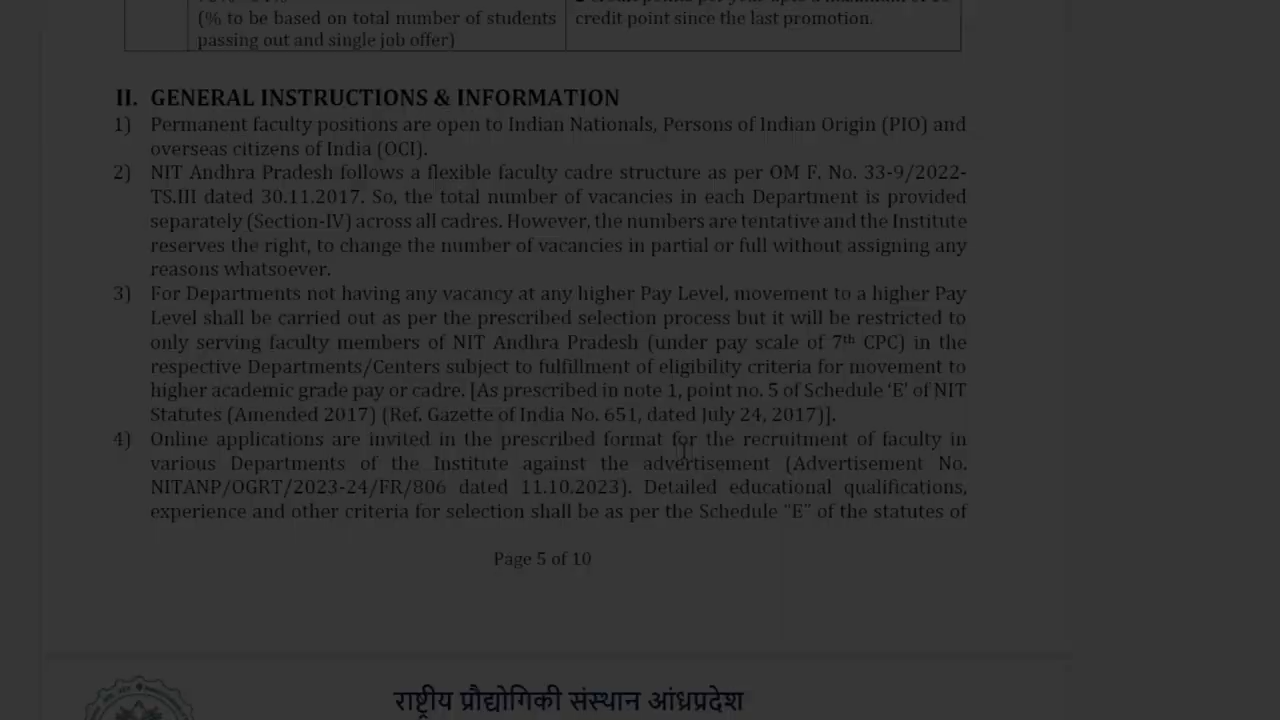 (% to be based on total number of students
passing out and single job offer)
credit point since the last promotion.
II. GENERAL INSTRUCTIONS & INFORMATION
1) Permanent faculty positions are open to Indian Nationals, Persons of Indian Origin (PIO) and
overseas citizens of India (OCI).
2) NIT Andhra Pradesh follows a flexible faculty cadre structure as per OM F. No. 33-9/2022-
TS.III dated 30.11.2017. So, the total number of vacancies in each Department is provided
separately (Section-IV) across all cadres. However, the numbers are tentative and the Institute
reserves the right, to change the number of vacancies in partial or full without assigning any
reasons whatsoever.
3) For Departments not having any vacancy at any higher Pay Level, movement to a higher Pay
Level shall be carried out as per the prescribed selection process but it will be restricted to
only serving faculty members of NIT Andhra Pradesh (under pay scale of 7th CPC) in the
respective Departments/Centers subject to fulfillment of eligibility criteria for movement to
higher academic grade pay or cadre. [As prescribed in note 1, point no. 5 of Schedule ‘E’ of NIT
Statutes (Amended 2017) (Ref. Gazette of India No. 651, dated July 24, 2017)].
4) Online applications are invited in the prescribed format for the recruitment of faculty in
various Departments of the Institute against the advertisement (Advertisement No.
NITANP/OGRT/2023-24/FR/806 dated 11.10.2023). Detailed educational qualifications,
experience and other criteria for selection shall be as per the Schedule “E” of the statutes of
Page 5 of 10
राष्ट्रीय प्रौद्योगिकी संस्थान आंध्रप्रदेश